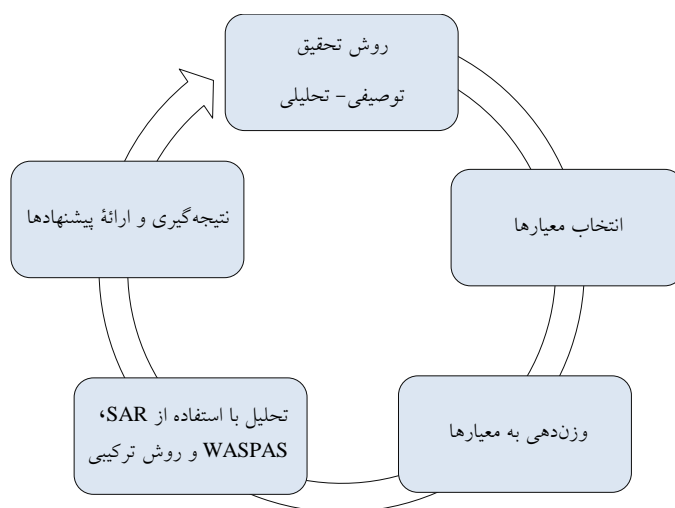 روش تحقیق
توصیفی- تحلیلی
انتخاب معیارها
وزن‌دهی به معیارها
تحلیل با استفاده از SAR،
WASPAS و روش ترکیبی
نتیجه‌گیری و ارائۀ پیشنهادها